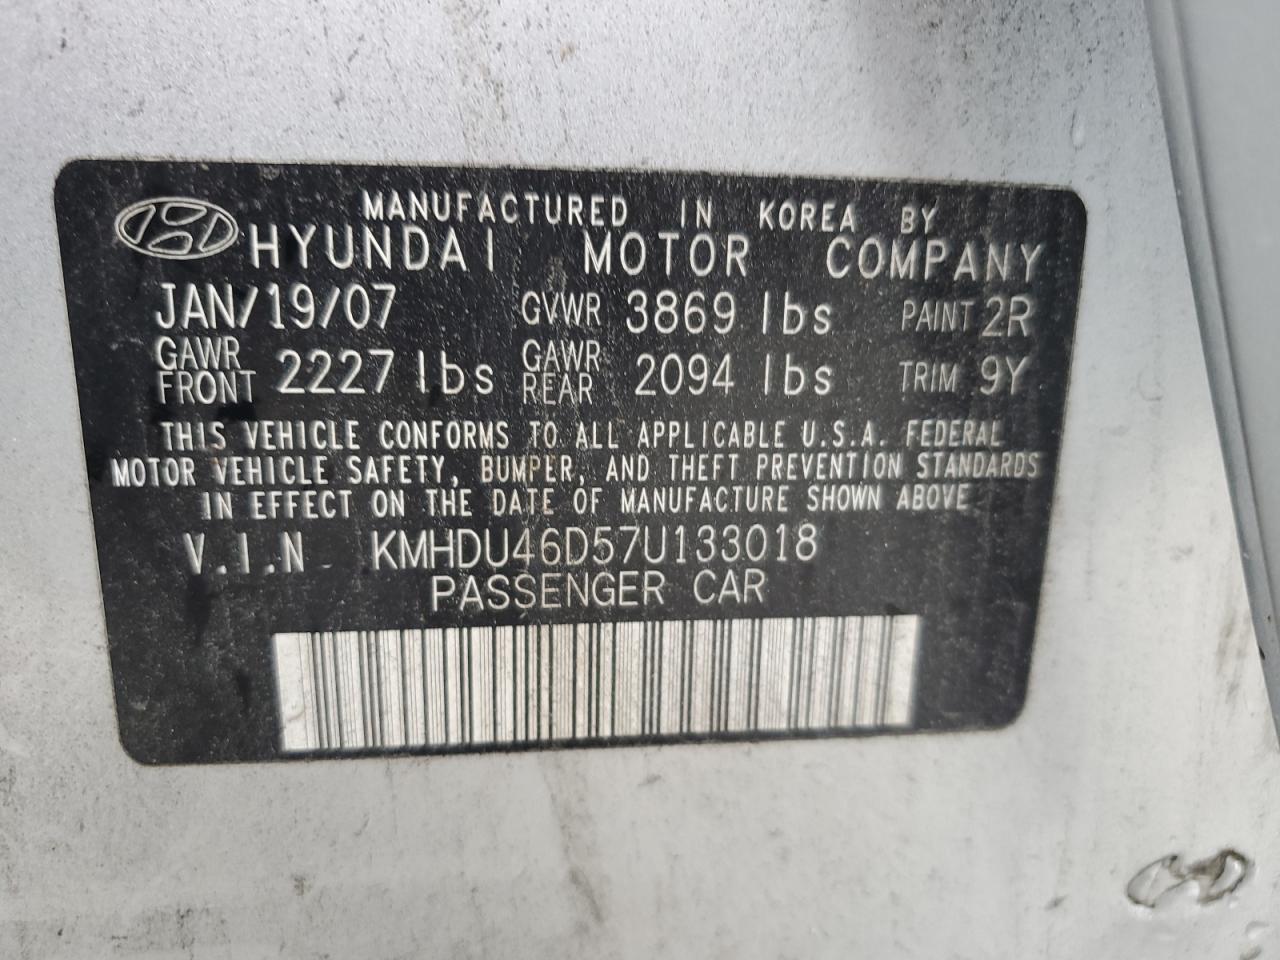 MANUFACTURED IN KOREA BY
HYUNDAI MOTOR COMPANY
JAN/19/07 GVWR 3869 lbs PAINT 2R
GAWR FRONT 2227 lbs GAWR REAR 2094 lbs TRIM 9Y
THIS VEHICLE CONFORMS TO ALL APPLICABLE U.S.A. FEDERAL
MOTOR VEHICLE SAFETY, BUMPER, AND THEFT PREVENTION STANDARDS
IN EFFECT ON THE DATE OF MANUFACTURE SHOWN ABOVE
V.I.N KMHDU46D57U133018
PASSENGER CAR